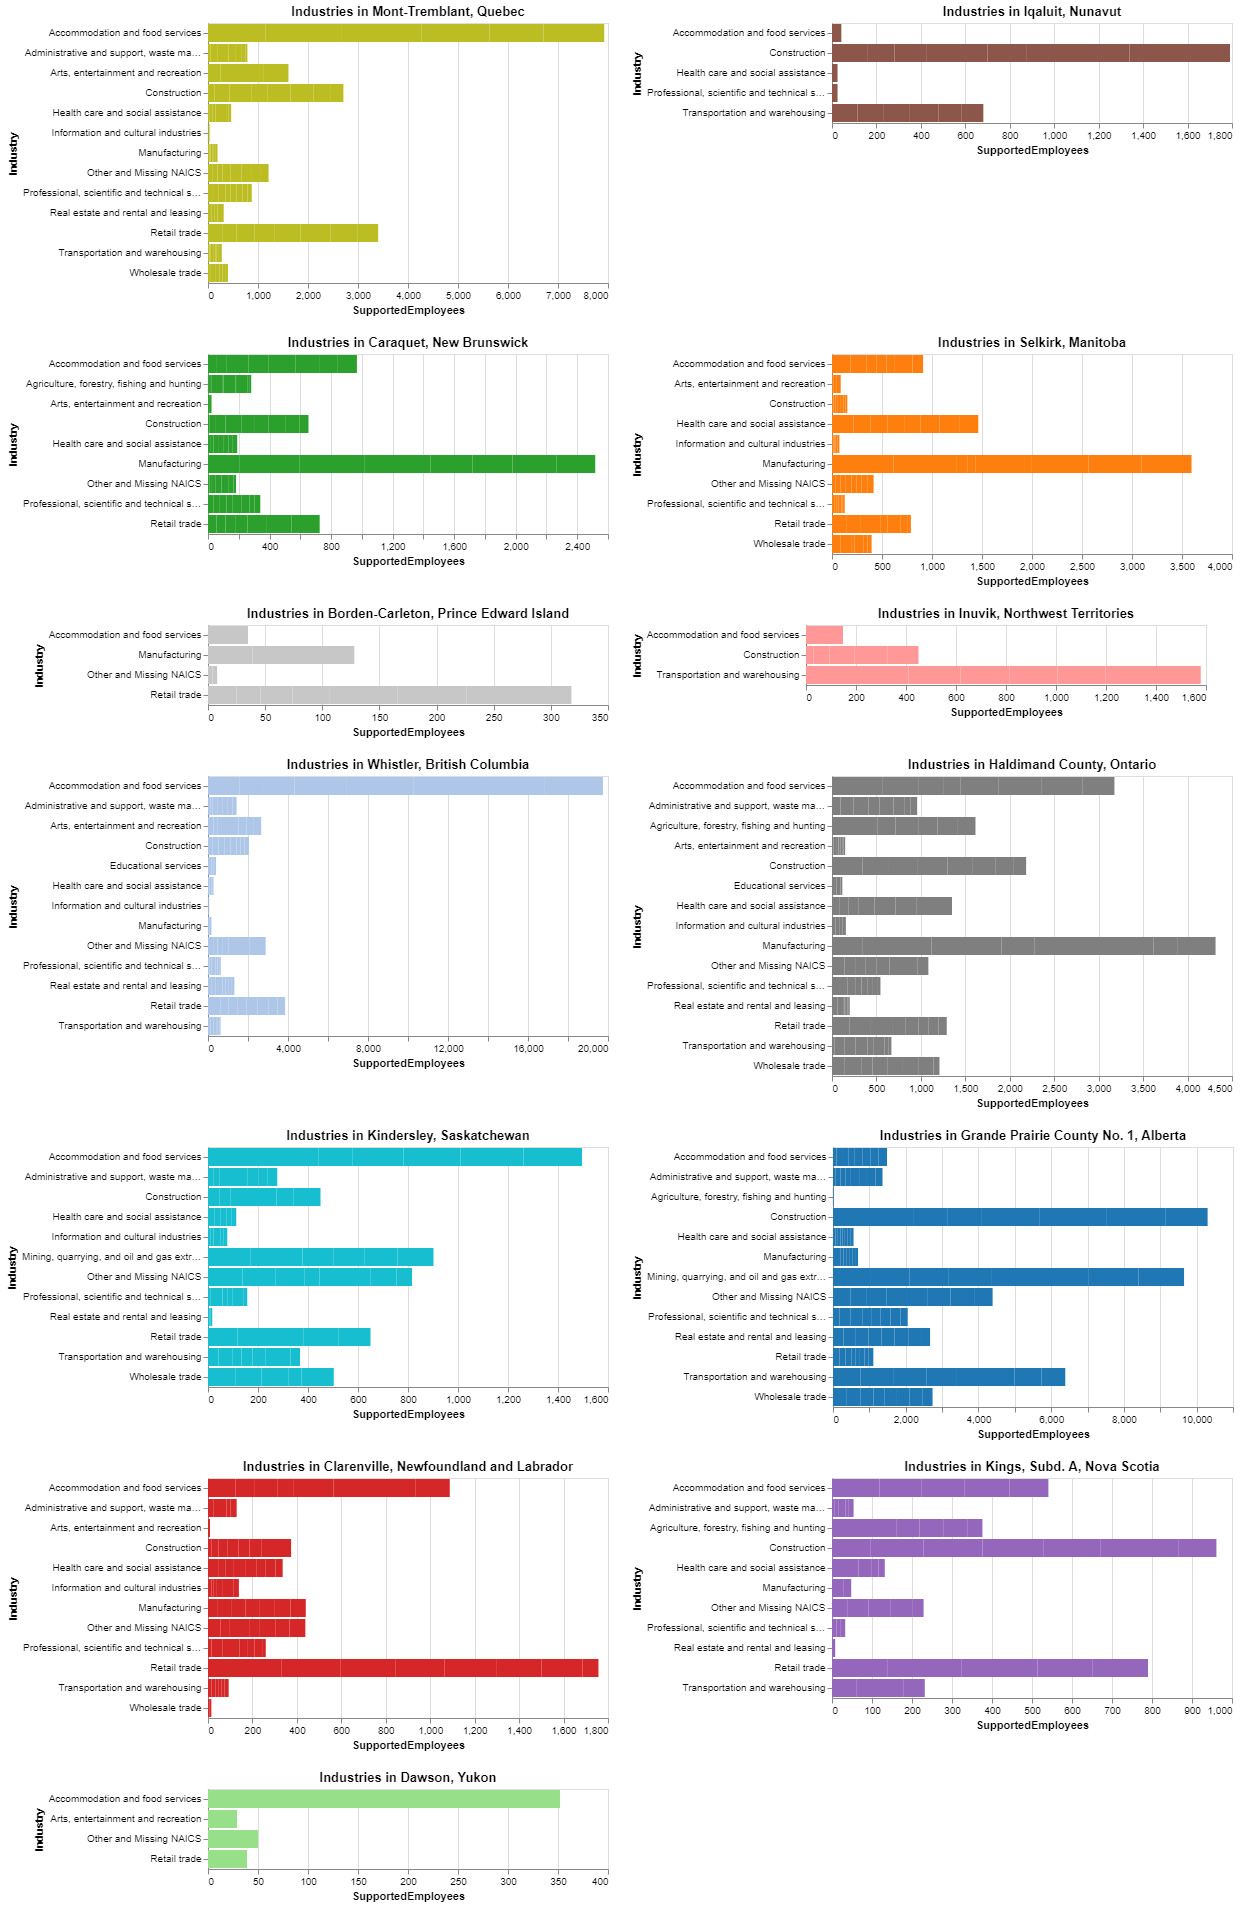 Industries in Mont-Tremblant, Quebec
Industry
Accommodation and food services
Administrative and support, waste ma…
Arts, entertainment and recreation
Construction
Health care and social assistance
Information and cultural industries
Manufacturing
Other and Missing NAICS
Professional, scientific and technical s…
Real estate and rental and leasing
Retail trade
Transportation and warehousing
Wholesale trade
0 1,000 2,000 3,000 4,000 5,000 6,000 7,000 8,000
SupportedEmployees
Industries in Iqaluit, Nunavut
Industry
Accommodation and food services
Construction
Health care and social assistance
Professional, scientific and technical s…
Transportation and warehousing
0 200 400 600 800 1,000 1,200 1,400 1,600 1,800
SupportedEmployees
Industries in Caraquet, New Brunswick
Industry
Accommodation and food services
Agriculture, forestry, fishing and hunting
Arts, entertainment and recreation
Construction
Health care and social assistance
Manufacturing
Other and Missing NAICS
Professional, scientific and technical s…
Retail trade
0 400 800 1,200 1,600 2,000 2,400
SupportedEmployees
Industries in Selkirk, Manitoba
Industry
Accommodation and food services
Arts, entertainment and recreation
Construction
Health care and social assistance
Information and cultural industries
Manufacturing
Other and Missing NAICS
Professional, scientific and technical s…
Retail trade
Wholesale trade
0 500 1,000 1,500 2,000 2,500 3,000 3,500 4,000
SupportedEmployees
Industries in Borden-Carleton, Prince Edward Island
Industry
Accommodation and food services
Manufacturing
Other and Missing NAICS
Retail trade
0 50 100 150 200 250 300 350
SupportedEmployees
Industries in Inuvik, Northwest Territories
Industry
Accommodation and food services
Construction
Transportation and warehousing
0 200 400 600 800 1,000 1,200 1,400 1,600
SupportedEmployees
Industries in Whistler, British Columbia
Industry
Accommodation and food services
Administrative and support, waste ma…
Arts, entertainment and recreation
Construction
Educational services
Health care and social assistance
Information and cultural industries
Manufacturing
Other and Missing NAICS
Professional, scientific and technical s…
Real estate and rental and leasing
Retail trade
Transportation and warehousing
0 4,000 8,000 12,000 16,000 20,000
SupportedEmployees
Industries in Haldimand County, Ontario
Industry
Accommodation and food services
Administrative and support, waste ma…
Agriculture, forestry, fishing and hunting
Arts, entertainment and recreation
Construction
Educational services
Health care and social assistance
Information and cultural industries
Manufacturing
Other and Missing NAICS
Professional, scientific and technical s…
Real estate and rental and leasing
Retail trade
Transportation and warehousing
Wholesale trade
0 500 1,000 1,500 2,000 2,500 3,000 3,500 4,000 4,500
SupportedEmployees
Industries in Kindersley, Saskatchewan
Industry
Accommodation and food services
Administrative and support, waste ma…
Construction
Health care and social assistance
Information and cultural industries
Mining, quarrying, and oil and gas extr…
Other and Missing NAICS
Professional, scientific and technical s…
Real estate and rental and leasing
Retail trade
Transportation and warehousing
Wholesale trade
0 200 400 600 800 1,000 1,200 1,400 1,600
SupportedEmployees
Industries in Grande Prairie County No. 1, Alberta
Industry
Accommodation and food services
Administrative and support, waste ma…
Agriculture, forestry, fishing and hunting
Construction
Health care and social assistance
Manufacturing
Mining, quarrying, and oil and gas extr…
Other and Missing NAICS
Professional, scientific and technical s…
Real estate and rental and leasing
Retail trade
Transportation and warehousing
Wholesale trade
0 2,000 4,000 6,000 8,000 10,000
SupportedEmployees
Industries in Clarenville, Newfoundland and Labrador
Industry
Accommodation and food services
Administrative and support, waste ma…
Arts, entertainment and recreation
Construction
Health care and social assistance
Information and cultural industries
Manufacturing
Other and Missing NAICS
Professional, scientific and technical s…
Retail trade
Transportation and warehousing
Wholesale trade
0 200 400 600 800 1,000 1,200 1,400 1,600 1,800
SupportedEmployees
Industries in Kings, Subd. A, Nova Scotia
Industry
Accommodation and food services
Administrative and support, waste ma…
Agriculture, forestry, fishing and hunting
Construction
Health care and social assistance
Manufacturing
Other and Missing NAICS
Professional, scientific and technical s…
Real estate and rental and leasing
Retail trade
Transportation and warehousing
0 100 200 300 400 500 600 700 800 900 1,000
SupportedEmployees
Industries in Dawson, Yukon
Industry
Accommodation and food services
Arts, entertainment and recreation
Other and Missing NAICS
Retail trade
0 50 100 150 200 250 300 350 400
SupportedEmployees